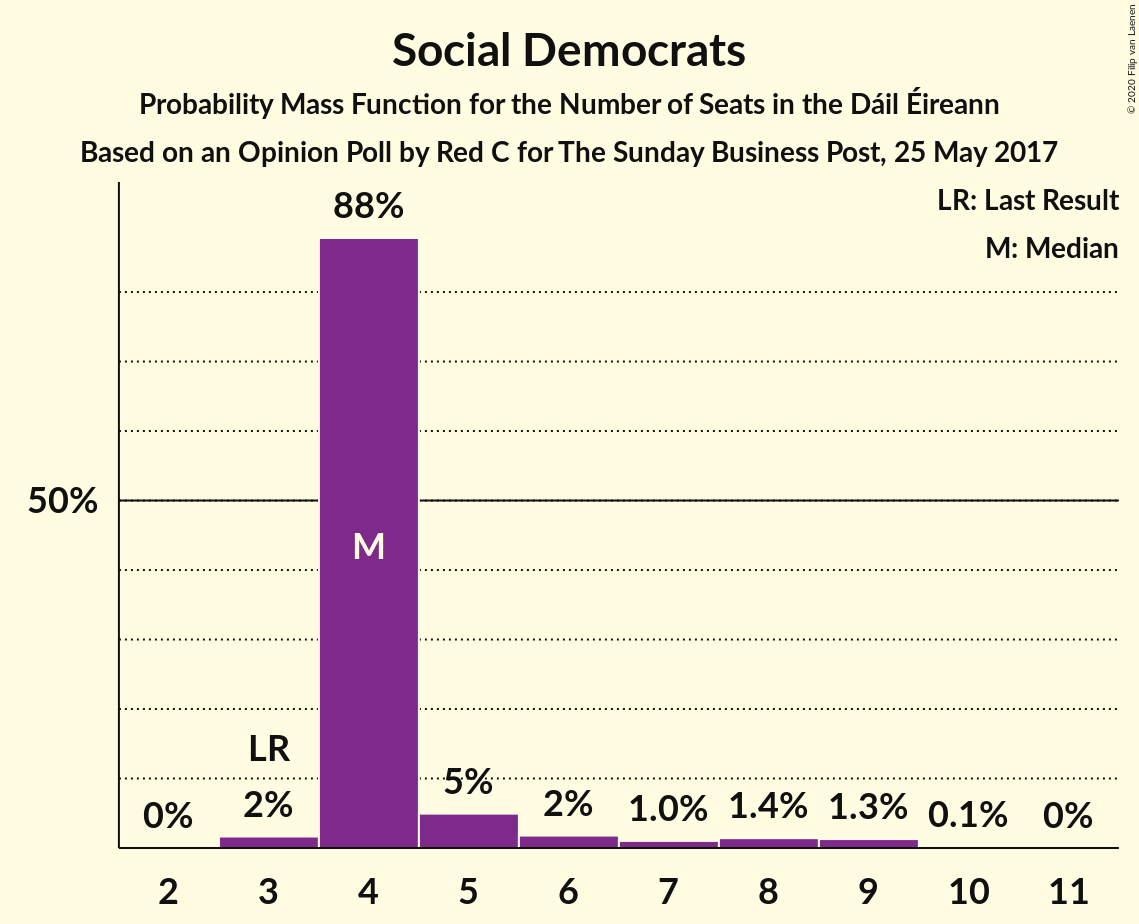 Social Democrats
Probability Mass Function for the Number of Seats in the Dáil Éireann
Based on an Opinion Poll by Red C for The Sunday Business Post, 25 May 2017
© 2020 Filip van Laenen
LR: Last Result
M: Median
88%
50%
M
LR
0%
2%
5%
2%
1.0%
1.4%
1.3%
0.1%
0%
2 3 4 5 6 7 8 9 10 11